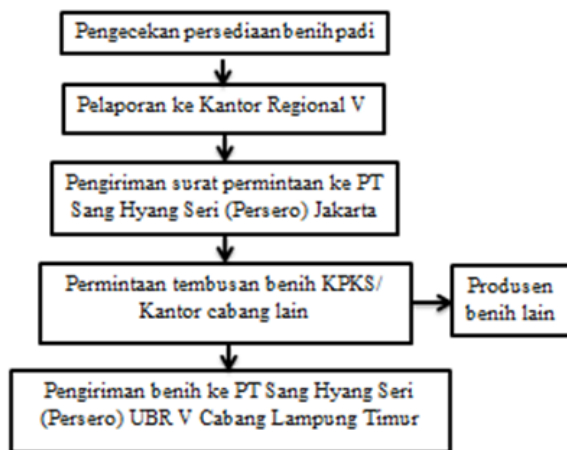 Pengecekan persediaan benih padi
Pelaporan ke Kantor Regional V
Pengiriman surat permintaan ke PT
Sang Hyang Seri (Persero) Jakarta
Permintaan tembusan benih KPKS/
Kantor cabang lain
Produsen
benih lain
Pengiriman benih ke PT Sang Hyang Seri
(Persero) UBR V Cabang Lampung Timur